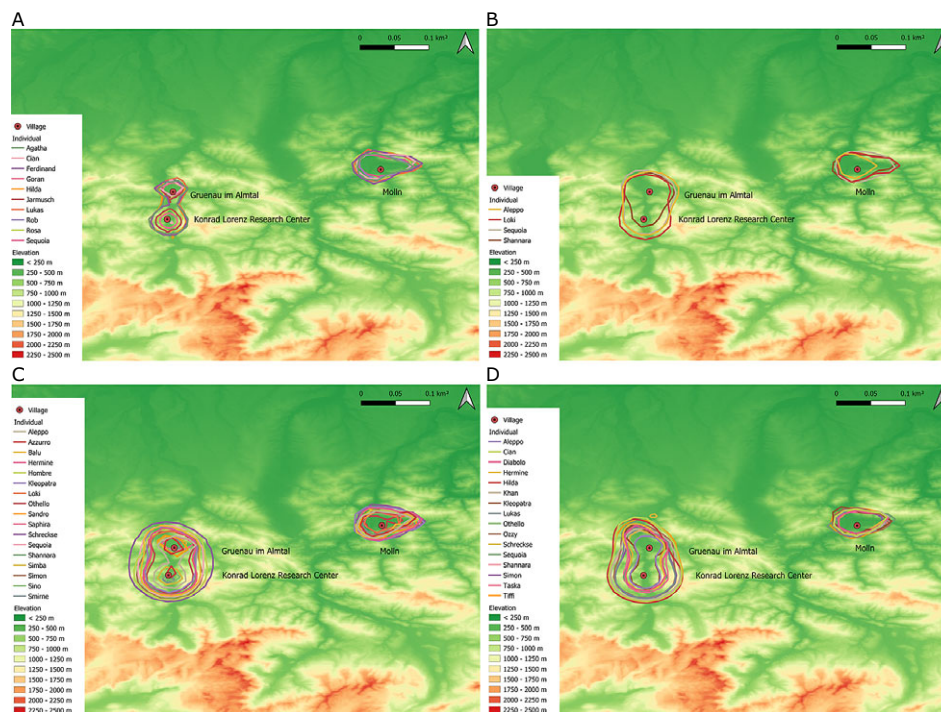 A
0 0.05 0.1 km²
Village
Individual
Agatha
Cian
Ferdinand
Goran
Hilda
Jarmusch
Lukas
Rob
Rosa
Sequoia
Elevation
< 250 m
250 - 500 m
500 - 750 m
750 - 1000 m
1000 - 1250 m
1250 - 1500 m
1500 - 1750 m
1750 - 2000 m
2000 - 2250 m
2250 - 2500 m
Gruenau im Almtal
Konrad Lorenz Research Center
Molln
B
0 0.05 0.1 km²
Village
Individual
Aleppo
Loki
Sequoia
Shannara
Elevation
< 250 m
250 - 500 m
500 - 750 m
750 - 1000 m
1000 - 1250 m
1250 - 1500 m
1500 - 1750 m
1750 - 2000 m
2000 - 2250 m
2250 - 2500 m
Gruenau im Almtal
Konrad Lorenz Research Center
Molln
C
0 0.05 0.1 km²
Village
Individual
Aleppo
Azzurro
Balu
Hermine
Hombre
Kleopatra
Loki
Othello
Sandro
Saphira
Schreckse
Sequoia
Shannara
Simba
Simon
Sino
Smirne
Elevation
< 250 m
250 - 500 m
500 - 750 m
750 - 1000 m
1000 - 1250 m
1250 - 1500 m
1500 - 1750 m
1750 - 2000 m
2000 - 2250 m
2250 - 2500 m
Gruenau im Almtal
Konrad Lorenz Research Center
Molln
D
0 0.05 0.1 km²
Village
Individual
Aleppo
Cian
Diabolo
Hermine
Hilda
Khan
Kleopatra
Lukas
Othello
Ozzy
Schreckse
Sequoia
Shannara
Simon
Taska
Tiffi
Elevation
< 250 m
250 - 500 m
500 - 750 m
750 - 1000 m
1000 - 1250 m
1250 - 1500 m
1500 - 1750 m
1750 - 2000 m
2000 - 2250 m
2250 - 2500 m
Gruenau im Almtal
Konrad Lorenz Research Center
Molln